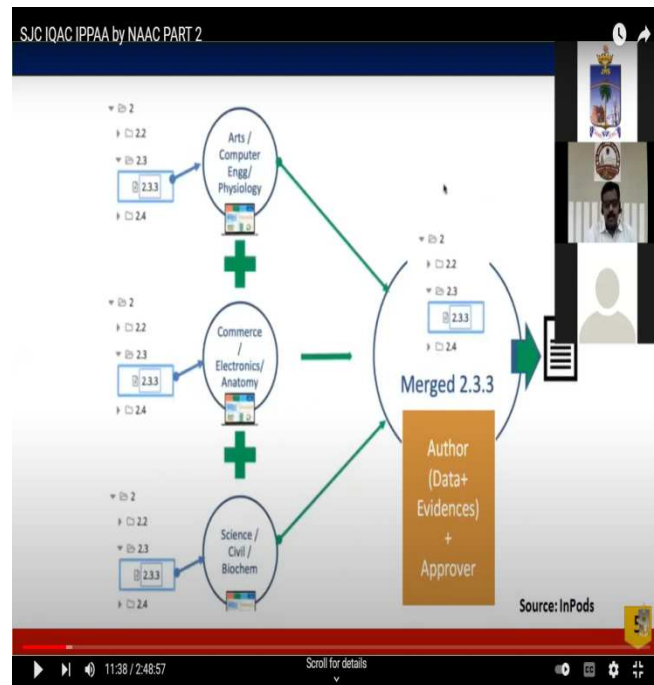 SJC IQAC IPPAA by NAAC PART 2
2
2.2
2.3
2.3.3
2.4
Arts /
Computer
Engg/
Physiology
2
2.2
2.3
2.3.3
2.4
Commerce
/
Electronics/
Anatomy
2
2.2
2.3
2.3.3
2.4
Science /
Civil /
Biochem
2
2.2
2.3
2.3.3
2.4
Merged 2.3.3
Author
(Data+
Evidences)
+
Approver
Source: InPods
11:38 / 2:48:57
Scroll for details
CC